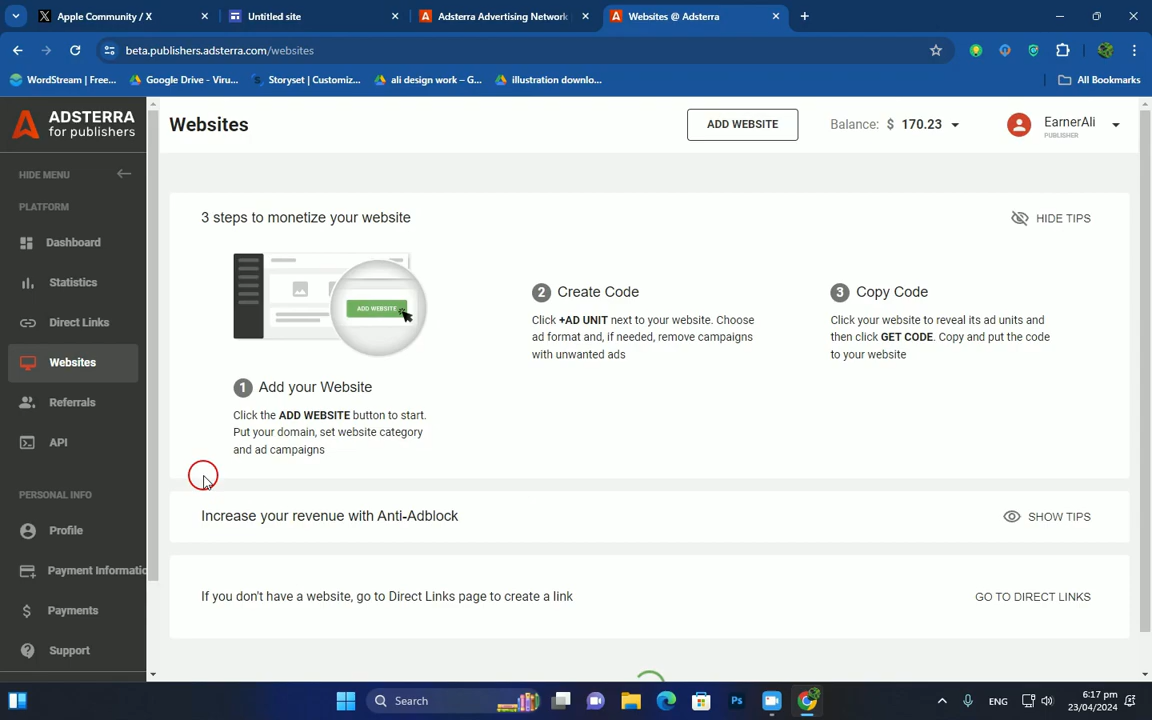 Apple Community / X
Untitled site
Adsterra Advertising Network
Websites @ Adsterra
beta.publishers.adsterra.com/websites
WordStream | Free...
Google Drive - Viru...
Storyset | Customiz...
ali design work – G...
illustration downlo...
All Bookmarks
ADSTERRA
for publishers
Websites
ADD WEBSITE
Balance: $ 170.23
EarnerAli
PUBLISHER
HIDE MENU
PLATFORM
Dashboard
Statistics
Direct Links
Websites
Referrals
API
PERSONAL INFO
Profile
Payment Informatic
Payments
Support
3 steps to monetize your website
HIDE TIPS
ADD WEBSITE
1 Add your Website
Click the ADD WEBSITE button to start.
Put your domain, set website category
and ad campaigns
2 Create Code
Click +AD UNIT next to your website. Choose
ad format and, if needed, remove campaigns
with unwanted ads
3 Copy Code
Click your website to reveal its ad units and
then click GET CODE. Copy and put the code
to your website
Increase your revenue with Anti-Adblock
SHOW TIPS
If you don't have a website, go to Direct Links page to create a link
GO TO DIRECT LINKS
Search
Ps
ENG
6:17 pm
23/04/2024